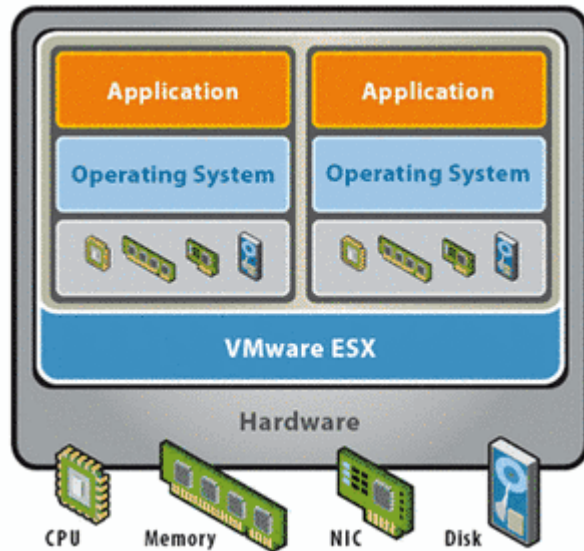 Application Application
Operating System Operating System
VMware ESX
Hardware
CPU Memory NIC Disk